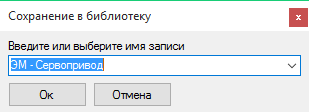 Сохранение в библиотеку
Введите или выберите имя записи
ЭМ - Сервопривод
Ок
Отмена